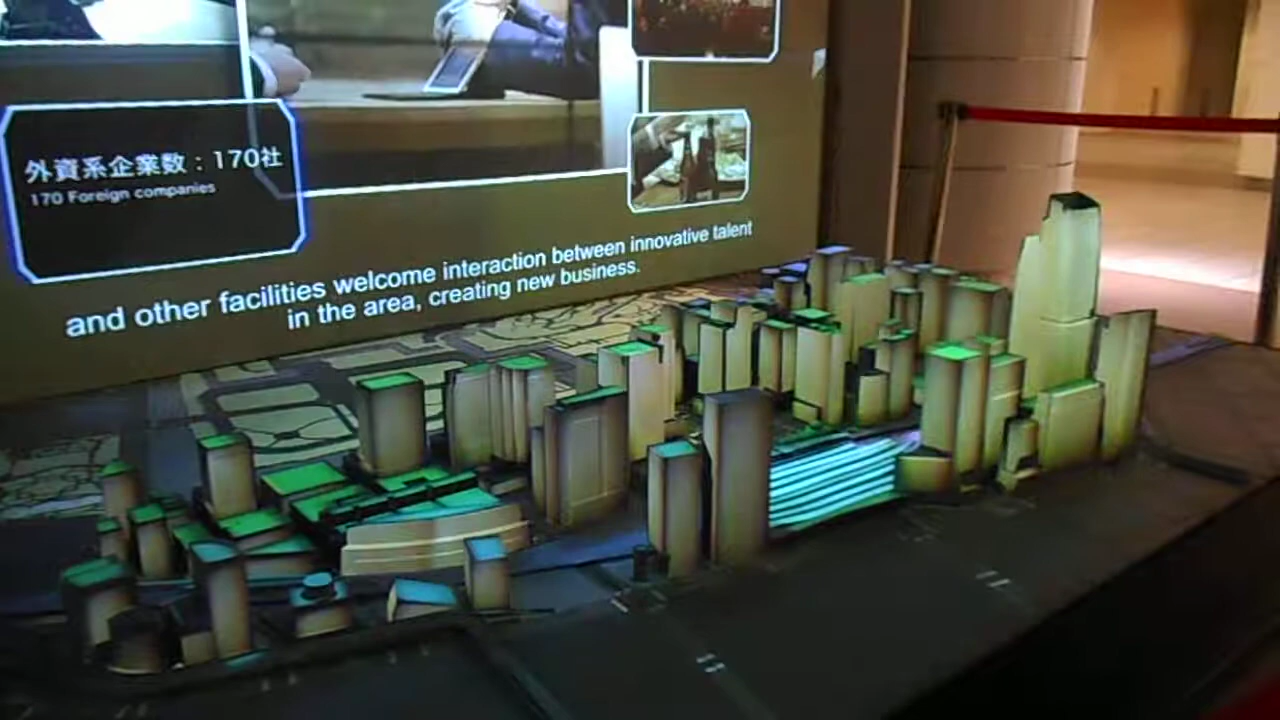 外資系企業数：170社
170 Foreign companies
and other facilities welcome interaction between innovative talent
in the area, creating new business.